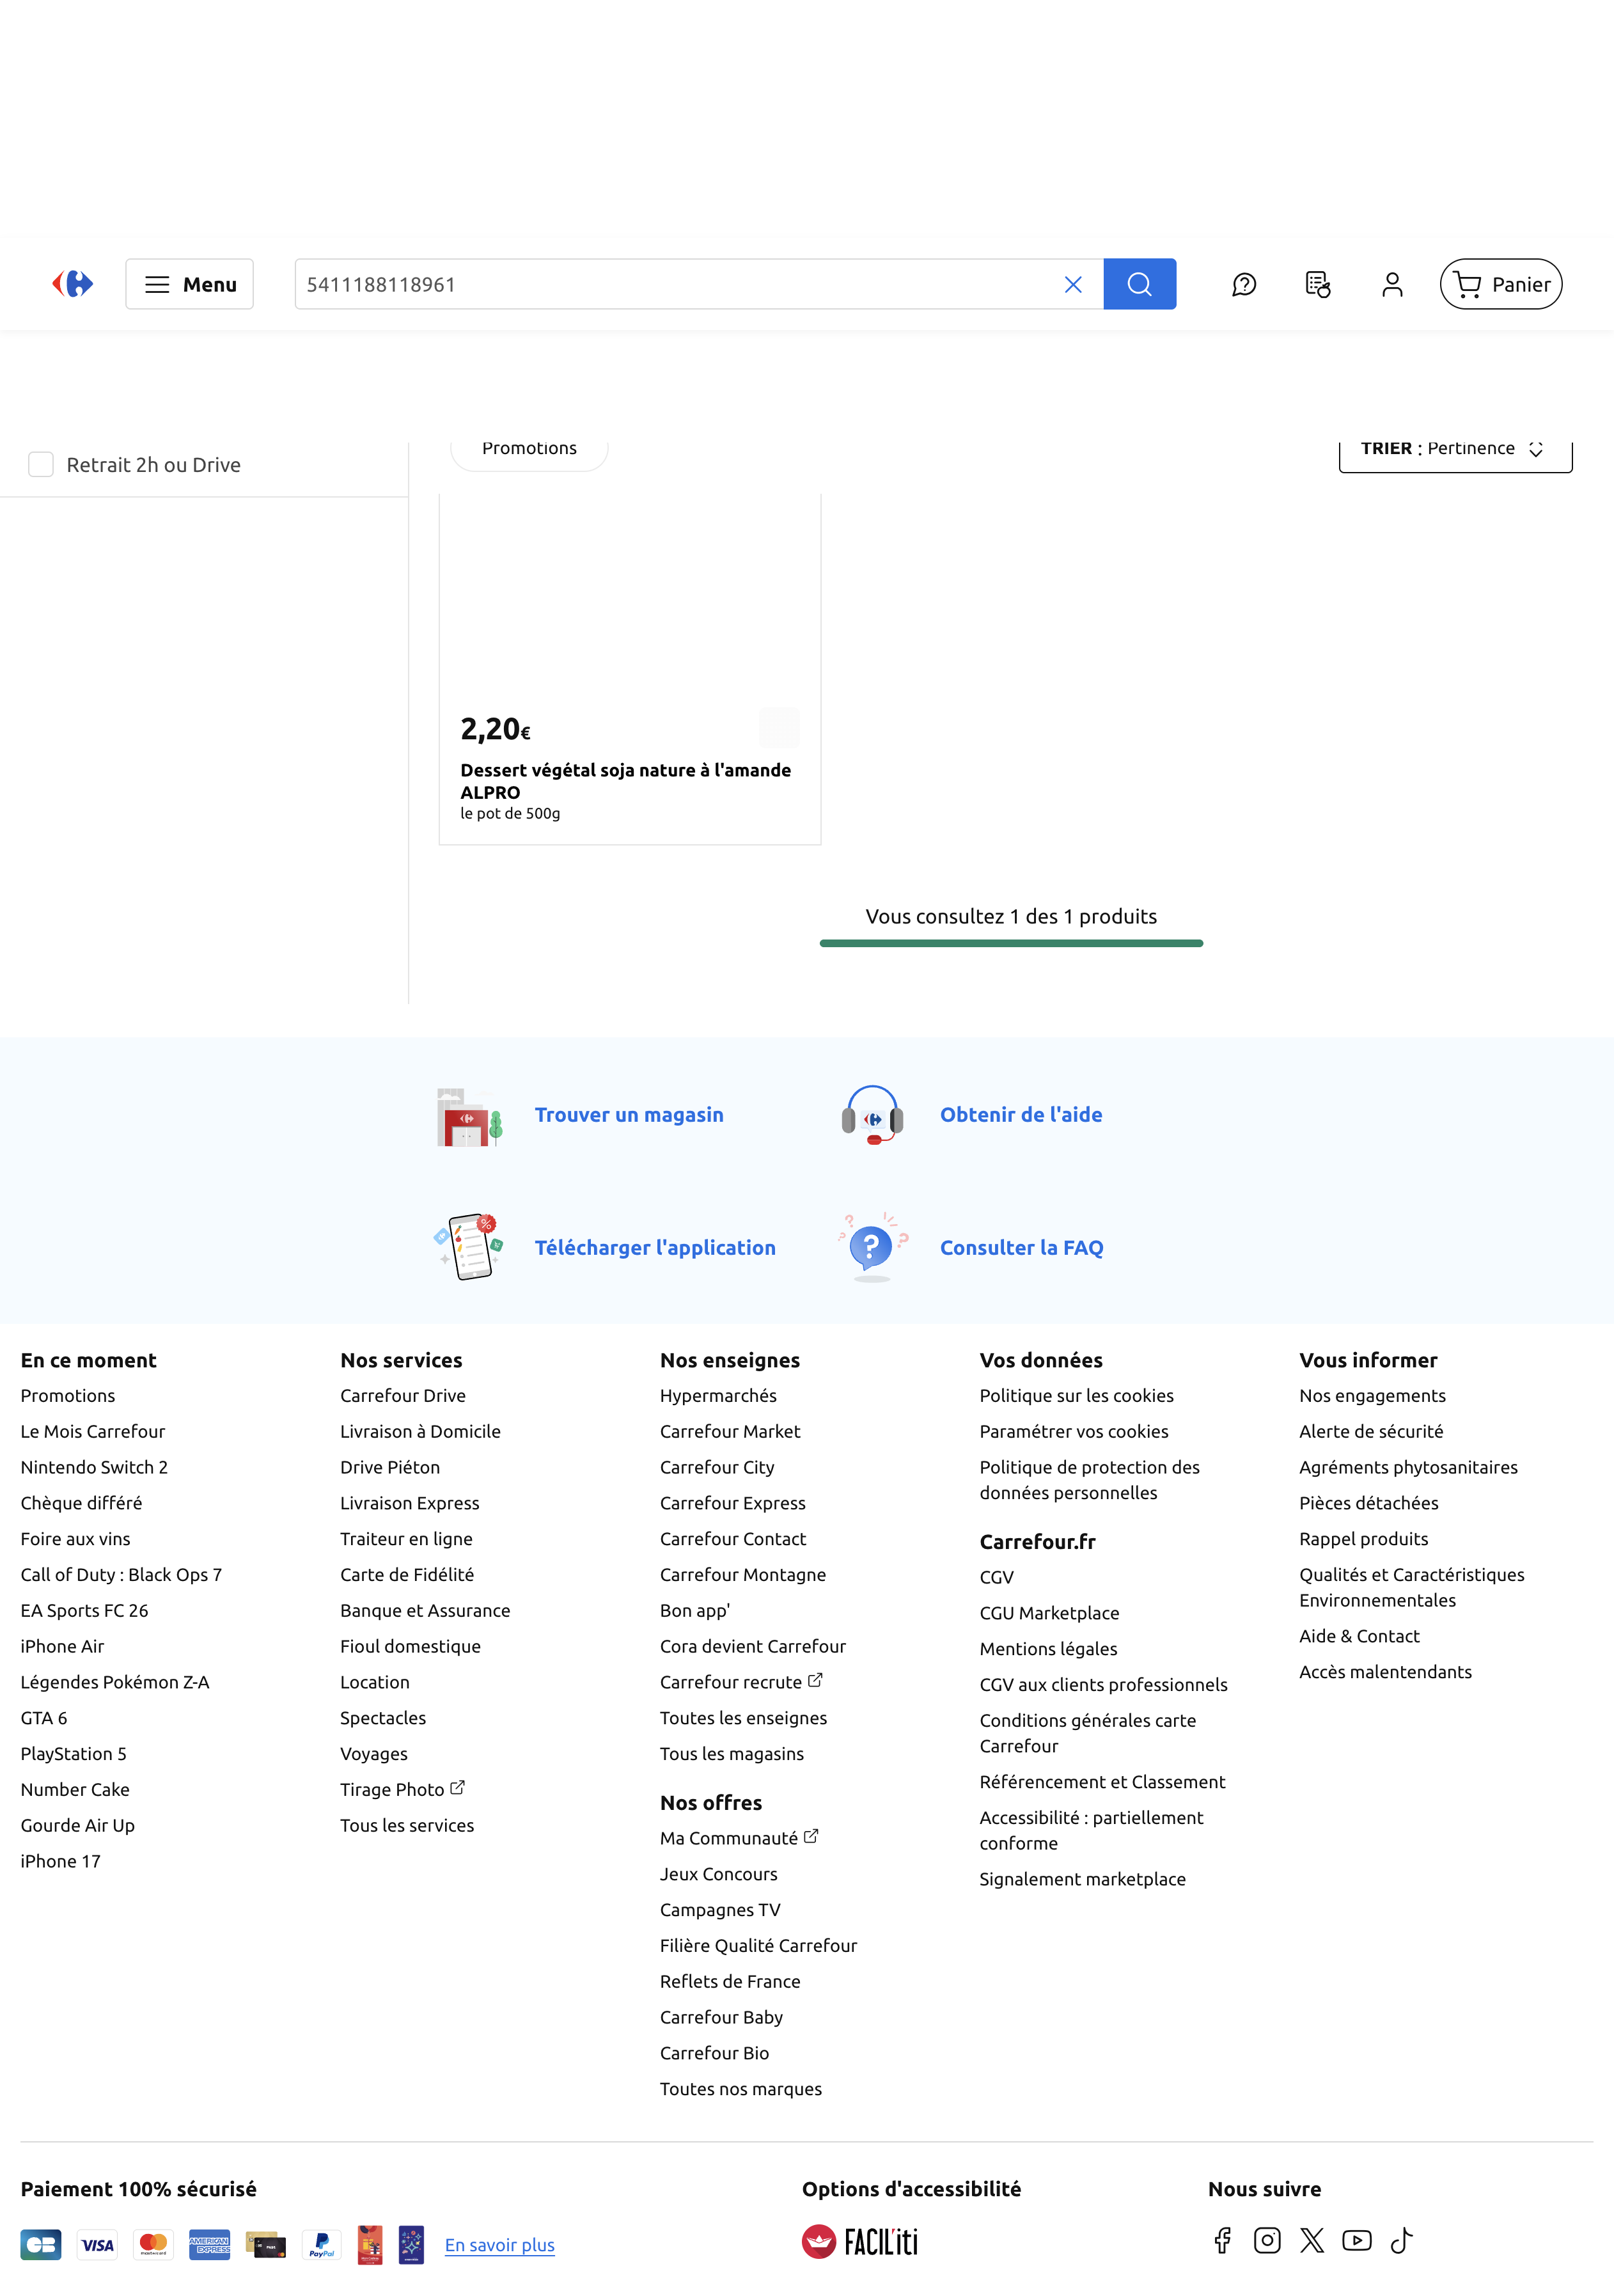 Menu
5411188118961
Panier
Retrait 2h ou Drive
Promotions
TRIER : Pertinence
2,20€
Dessert végétal soja nature à l'amande
ALPRO
le pot de 500g
Vous consultez 1 des 1 produits
Trouver un magasin
Obtenir de l'aide
Télécharger l'application
Consulter la FAQ
En ce moment
Promotions
Le Mois Carrefour
Nintendo Switch 2
Chèque différé
Foire aux vins
Call of Duty : Black Ops 7
EA Sports FC 26
iPhone Air
Légendes Pokémon Z-A
GTA 6
PlayStation 5
Number Cake
Gourde Air Up
iPhone 17
Nos services
Carrefour Drive
Livraison à Domicile
Drive Piéton
Livraison Express
Traiteur en ligne
Carte de Fidélité
Banque et Assurance
Fioul domestique
Location
Spectacles
Voyages
Tirage Photo
Tous les services
Nos enseignes
Hypermarchés
Carrefour Market
Carrefour City
Carrefour Express
Carrefour Contact
Carrefour Montagne
Bon app'
Cora devient Carrefour
Carrefour recrute
Toutes les enseignes
Tous les magasins
Nos offres
Ma Communauté
Jeux Concours
Campagnes TV
Filière Qualité Carrefour
Reflets de France
Carrefour Baby
Carrefour Bio
Toutes nos marques
Vos données
Politique sur les cookies
Paramétrer vos cookies
Politique de protection des
données personnelles
Carrefour.fr
CGV
CGU Marketplace
Mentions légales
CGV aux clients professionnels
Conditions générales carte
Carrefour
Référencement et Classement
Accessibilité : partiellement
conforme
Signalement marketplace
Vous informer
Nos engagements
Alerte de sécurité
Agréments phytosanitaires
Pièces détachées
Rappel produits
Qualités et Caractéristiques
Environnementales
Aide & Contact
Accès malentendants
Paiement 100% sécurisé
CB
VISA
mastercard
AMERICAN EXPRESS
PASS
PayPal
En savoir plus
Options d'accessibilité
FACIL'iti
Nous suivre